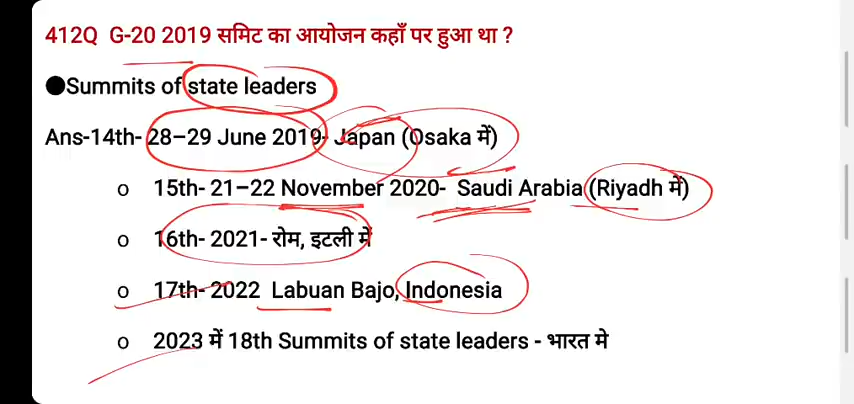 412Q G-20 2019 समिट का आयोजन कहाँ पर हुआ था ?
●Summits of state leaders
Ans-14th- 28–29 June 2019- Japan (Osaka में)
o 15th- 21–22 November 2020- Saudi Arabia (Riyadh में)
o 16th- 2021- रोम, इटली में
o 17th- 2022 Labuan Bajo, Indonesia
o 2023 में 18th Summits of state leaders - भारत मे